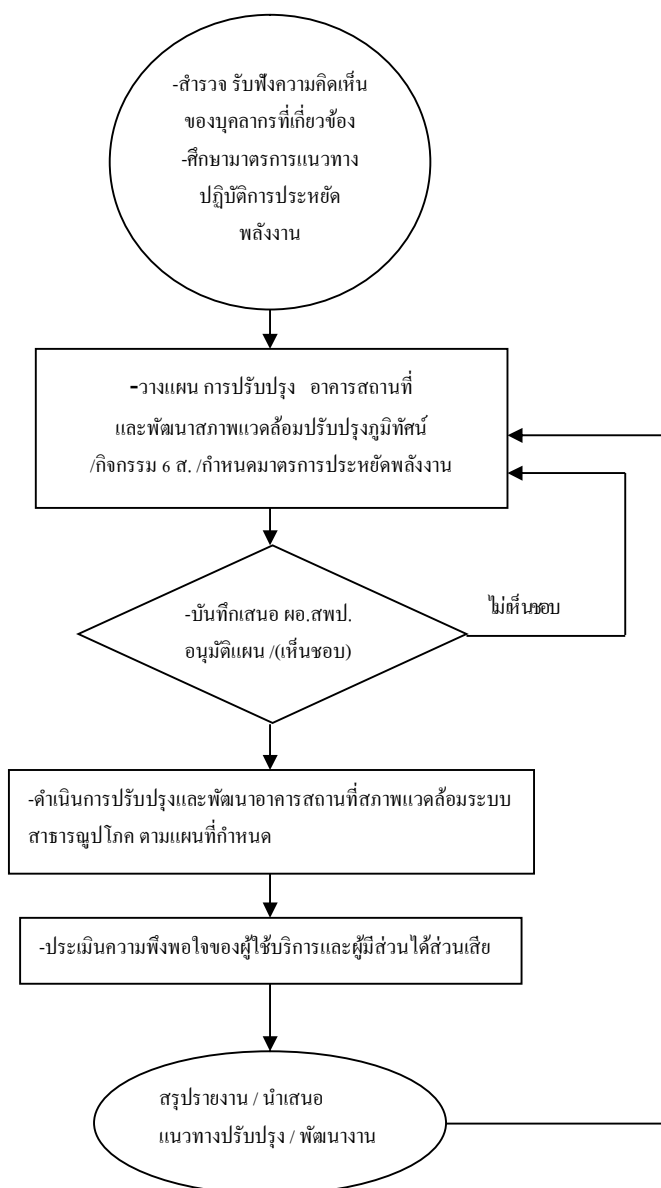 -สำรวจ รับฟังความคิดเห็น
ของบุคลากรที่เกี่ยวข้อง
-ศึกษามาตรการแนวทาง
ปฏิบัติการประหยัด
พลังงาน
-วางแผน การปรับปรุง อาคารสถานที่
และพัฒนาสภาพแวดล้อมปรับปรุงภูมิทัศน์
/กิจกรรม 6 ส. /กำหนดมาตรการประหยัดพลังงาน
-บันทึกเสนอ ผอ.สพป.
อนุมัติแผน /(เห็นชอบ)
ไม่เห็นชอบ
-ดำเนินการปรับปรุงและพัฒนาอาคารสถานที่สภาพแวดล้อมระบบ
สาธารณูปโภค ตามแผนที่กำหนด
-ประเมินความพึงพอใจของผู้ใช้บริการและผู้มีส่วนได้ส่วนเสีย
สรุปรายงาน / นำเสนอ
แนวทางปรับปรุง / พัฒนางาน